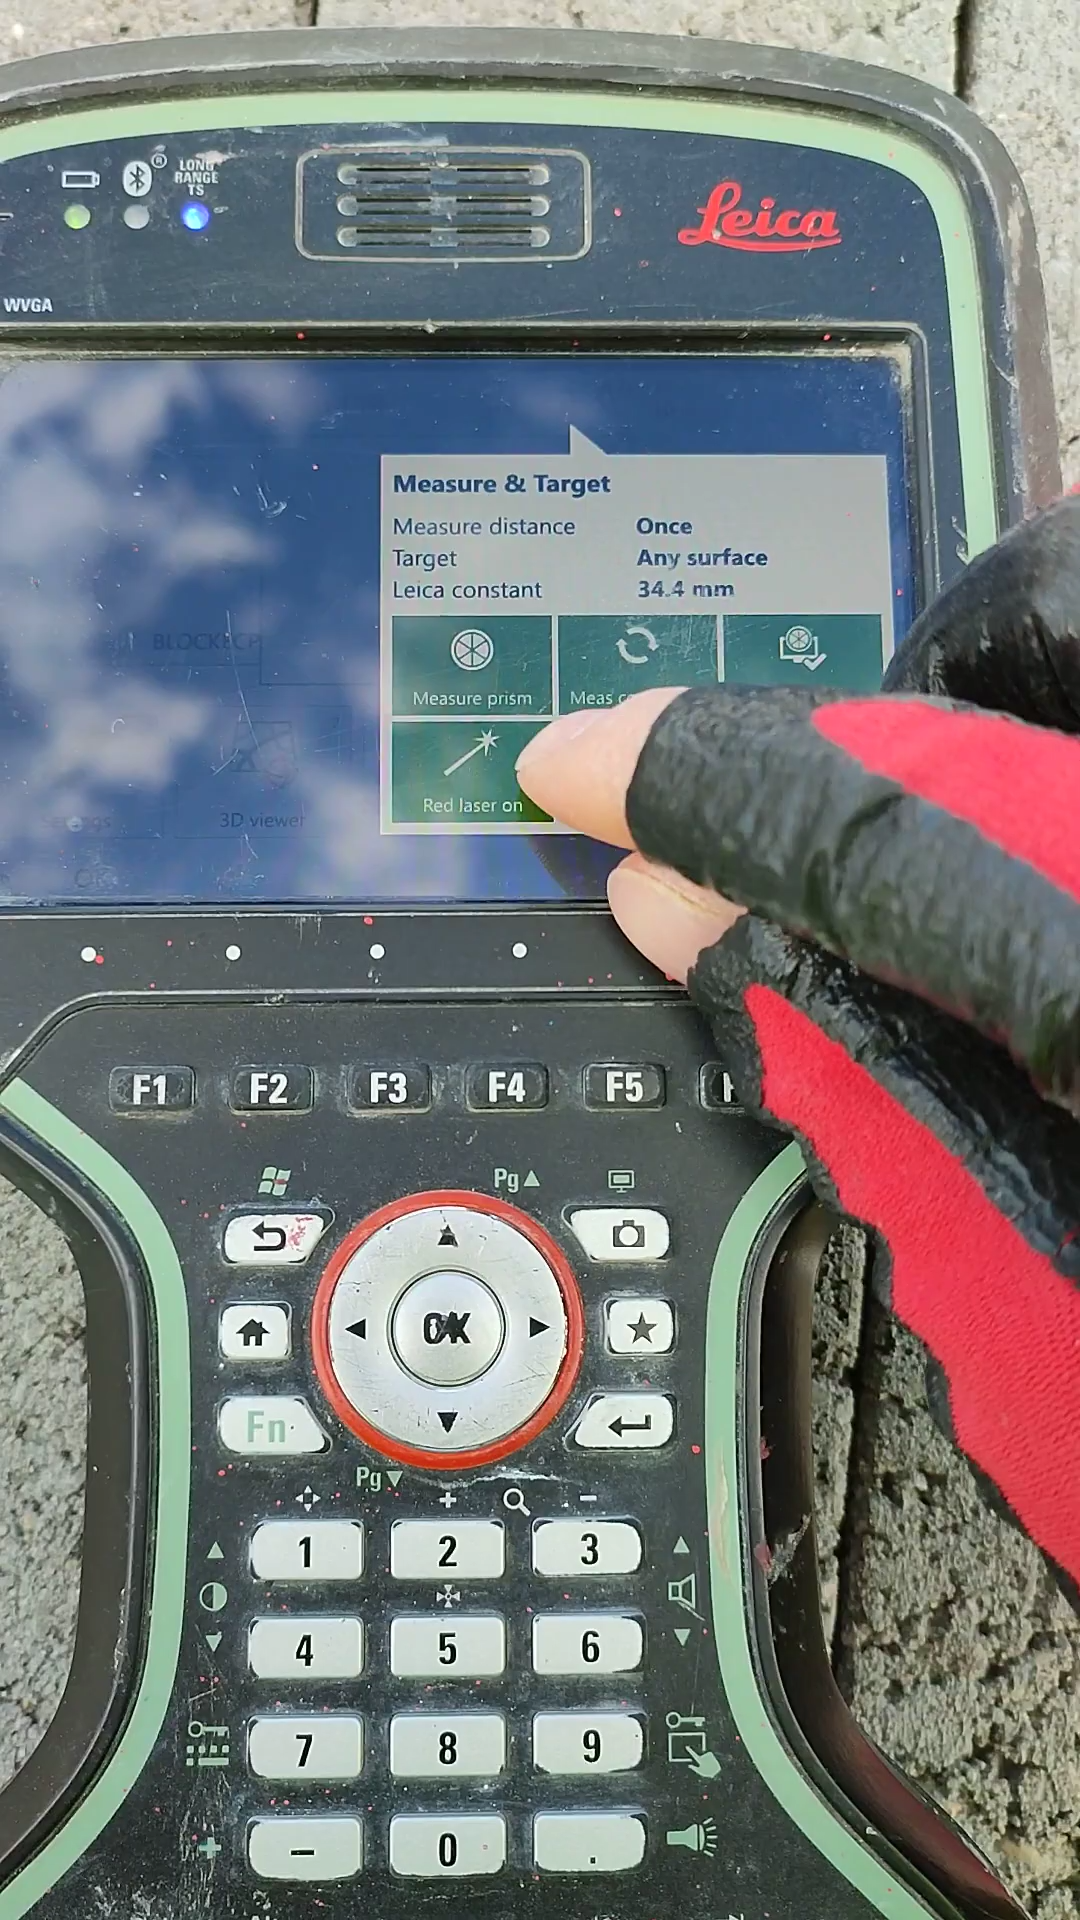 LONG
RANGE
TS
®
Leica
WVGA
Measure & Target
Measure distance Once
Target Any surface
Leica constant 34.4 mm
Measure prism Meas
Red laser on
3D viewer
F1 F2 F3 F4 F5
Pg▲
OK
Fn
Pg▼
+ -
1 2 3
4 5 6
7 8 9
+ - 0 .